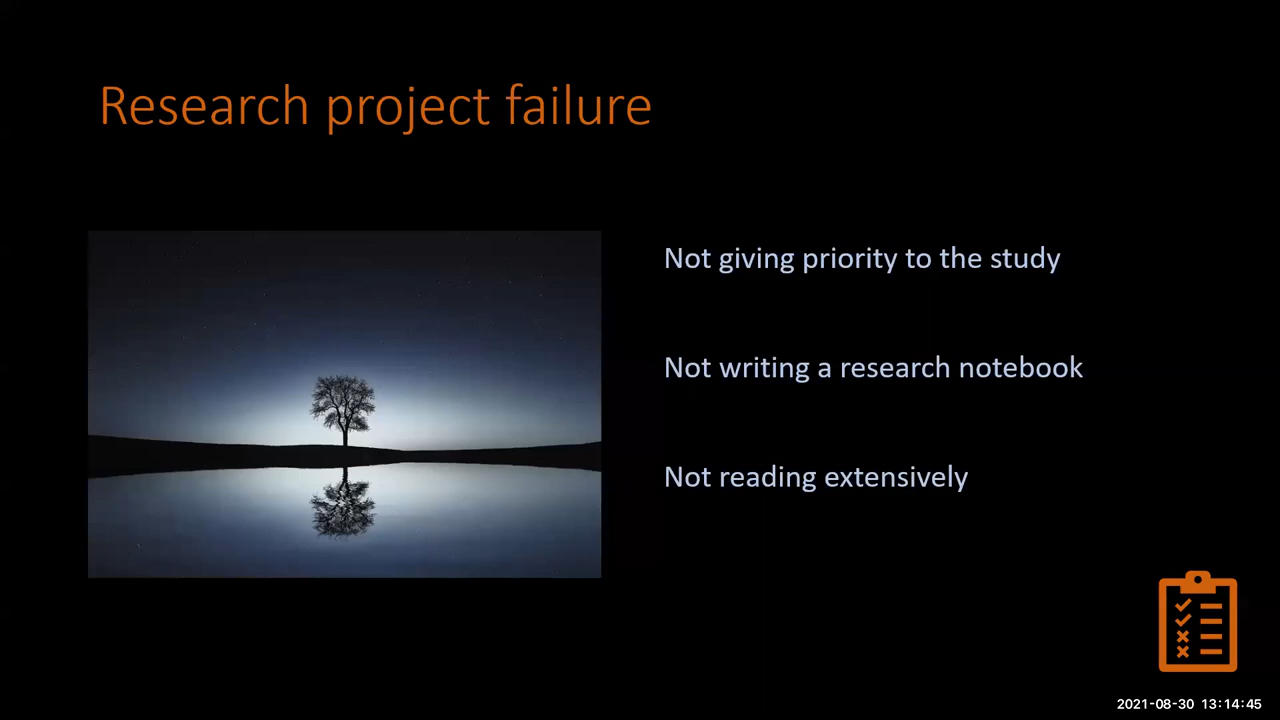 Research project failure
Not giving priority to the study
Not writing a research notebook
Not reading extensively
2021-08-30 13:14:45